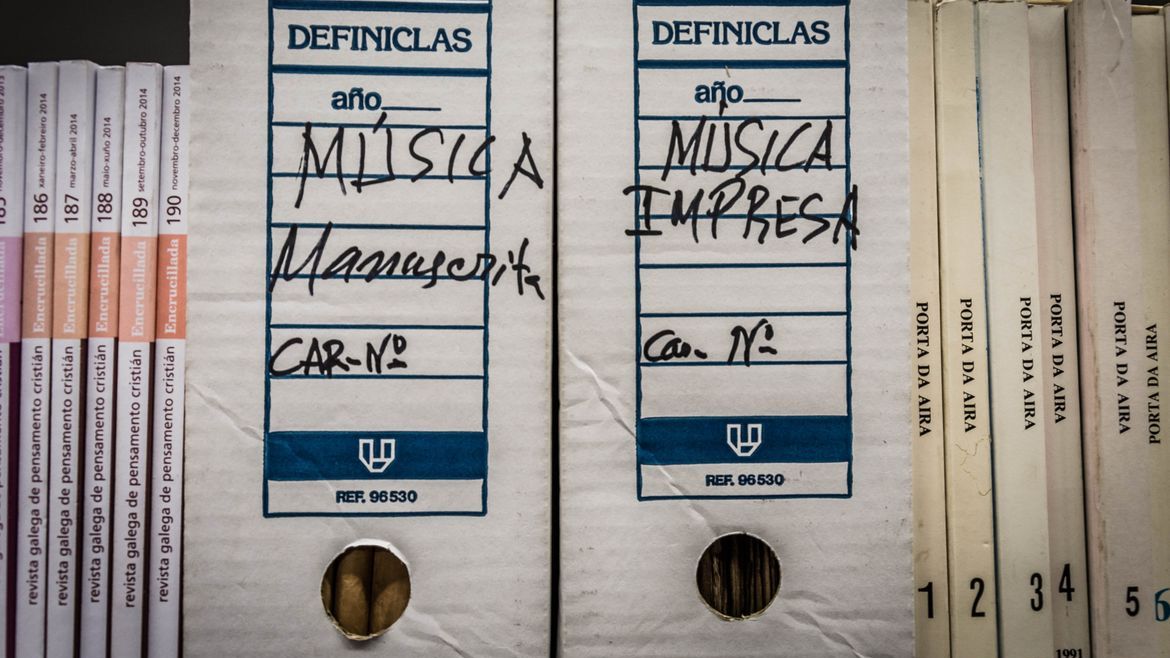 185 Encrucillada
186 xaneiro-febreiro 2014
Encrucillada
revista galega de pensamento cristián
187 marzo-abril 2014
Encrucillada
revista galega de pensamento cristián
188 maio-xuño 2014
Encrucillada
revista galega de pensamento cristián
189 setembro-outubro 2014
Encrucillada
revista galega de pensamento cristián
190 novembro-decembro 2014
Encrucillada
revista galega de pensamento cristián
DEFINICLAS
año
MÚSICA
Manuscrita
CAR-Nº
REF. 96530
DEFINICLAS
año
MÚSICA
IMPRESA
Car. Nº
REF. 96530
PORTA DA AIRA
1
PORTA DA AIRA
2
PORTA DA AIRA
3
PORTA DA AIRA
4
1991
PORTA DA AIRA
5
PORTA DA AIRA
6